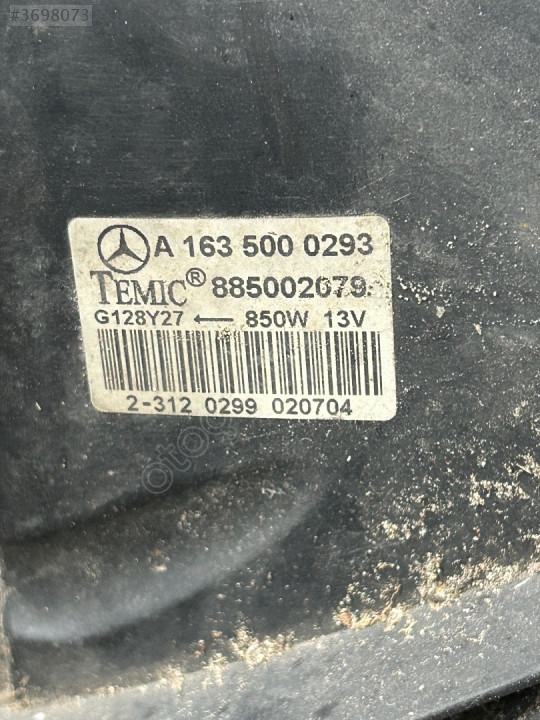 #3698073
A 163 500 0293
TEMIC® 885002079
G128Y27 ← 850W 13V
2-312 0299 020704